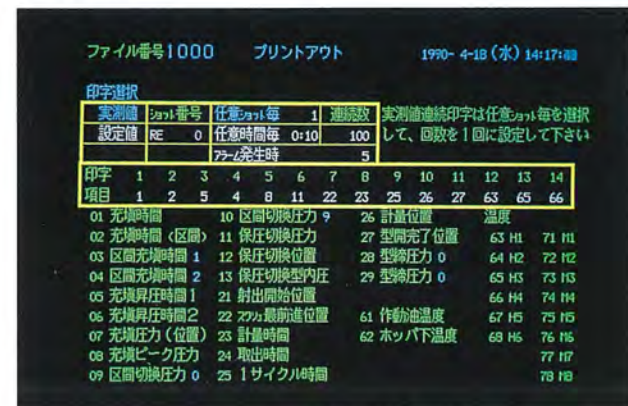 ファイル番号1000 プリントアウト 1990- 4-18 (水) 14:17:
印字選択
実測値 ショット番号 任意ショット毎 1 連続数 実測値連続印字は任意ショット毎を選択
設定値 RE 0 任意時間毎 0:10 100 して、回数を1回に設定して下さい
アラーム発生時 5
印字 1 2 3 4 5 6 7 8 9 10 11 12 13 14
項目 1 2 5 4 8 11 22 23 25 26 27 63 65 66
01 充塡時間 10 区間切換圧力 9 26 計量位置 温度
02 充塡時間 (区間) 11 保圧切換圧力 27 型開完了位置 63 H1 71 M1
03 区間充塡時間 1 12 保圧切換位置 28 型締圧力 0 64 H2 72 M2
04 区間充塡時間 2 13 保圧切換型内圧 29 型締圧力 0 65 H3 73 M3
05 充塡昇圧時間1 21 射出開始位置 66 H4 74 M4
06 充塡昇圧時間2 22 スクリュ最前進位置 61 作動油温度 67 H5 75 M5
07 充塡圧力 (位置) 23 計量時間 62 ホッパ下温度 68 H6 76 M6
08 充塡ピーク圧力 24 取出時間 77 M7
09 区間切換圧力 0 25 1サイクル時間 78 M8